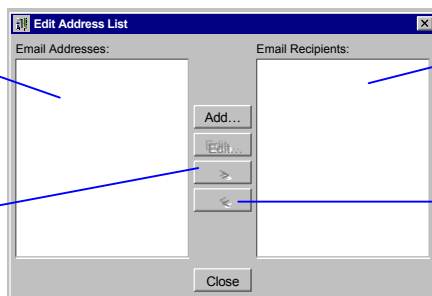 Edit Address List
Email Addresses:
Email Recipients:
Add...
Edit...
>
<
Close